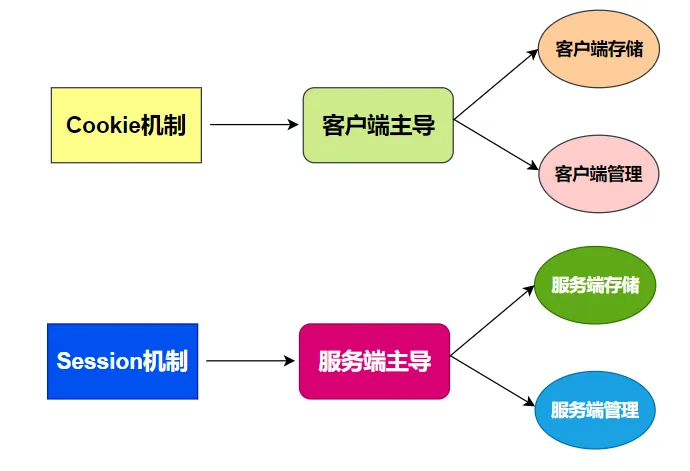 客户端存储
Cookie机制
客户端主导
客户端管理
服务端存储
Session机制
服务端主导
服务端管理